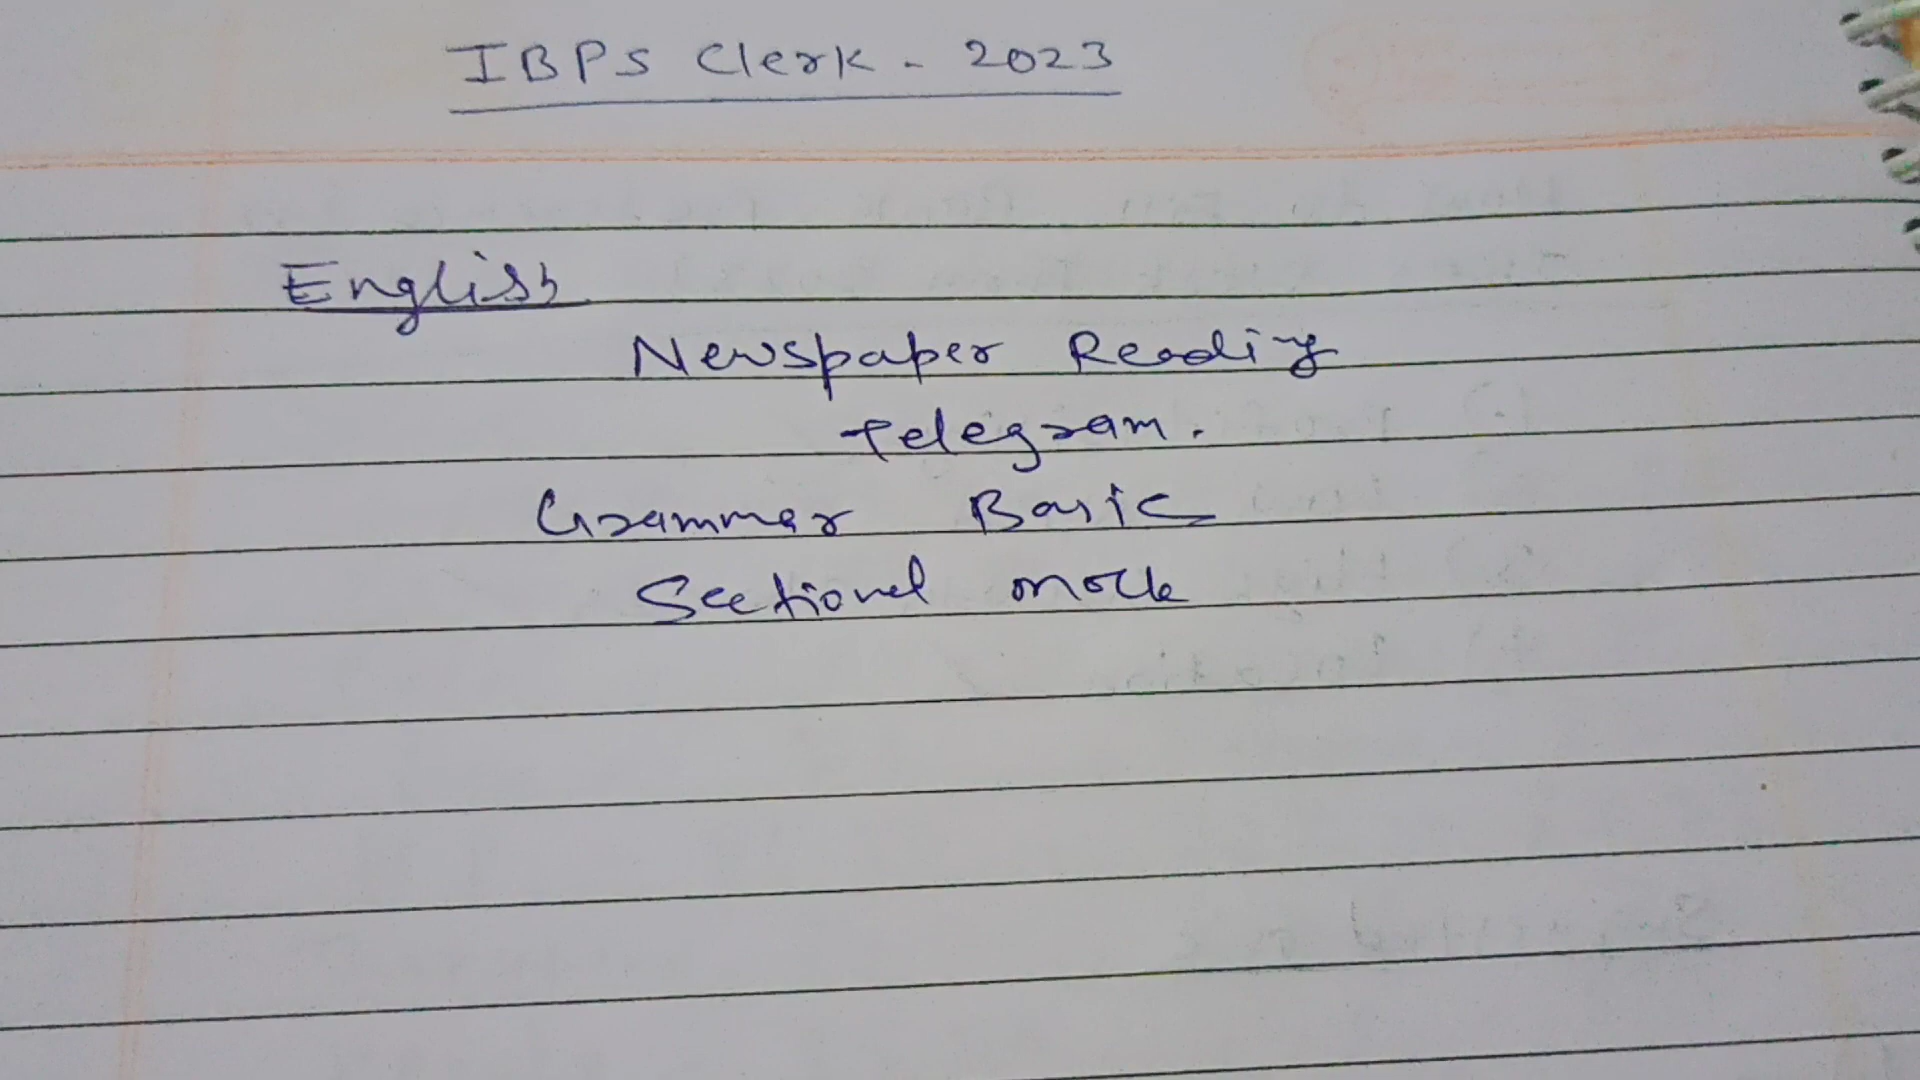 IBPS Clerk - 2023
English
Newspaper Reading
Telegram.
Grammar Basic
Sectional mock